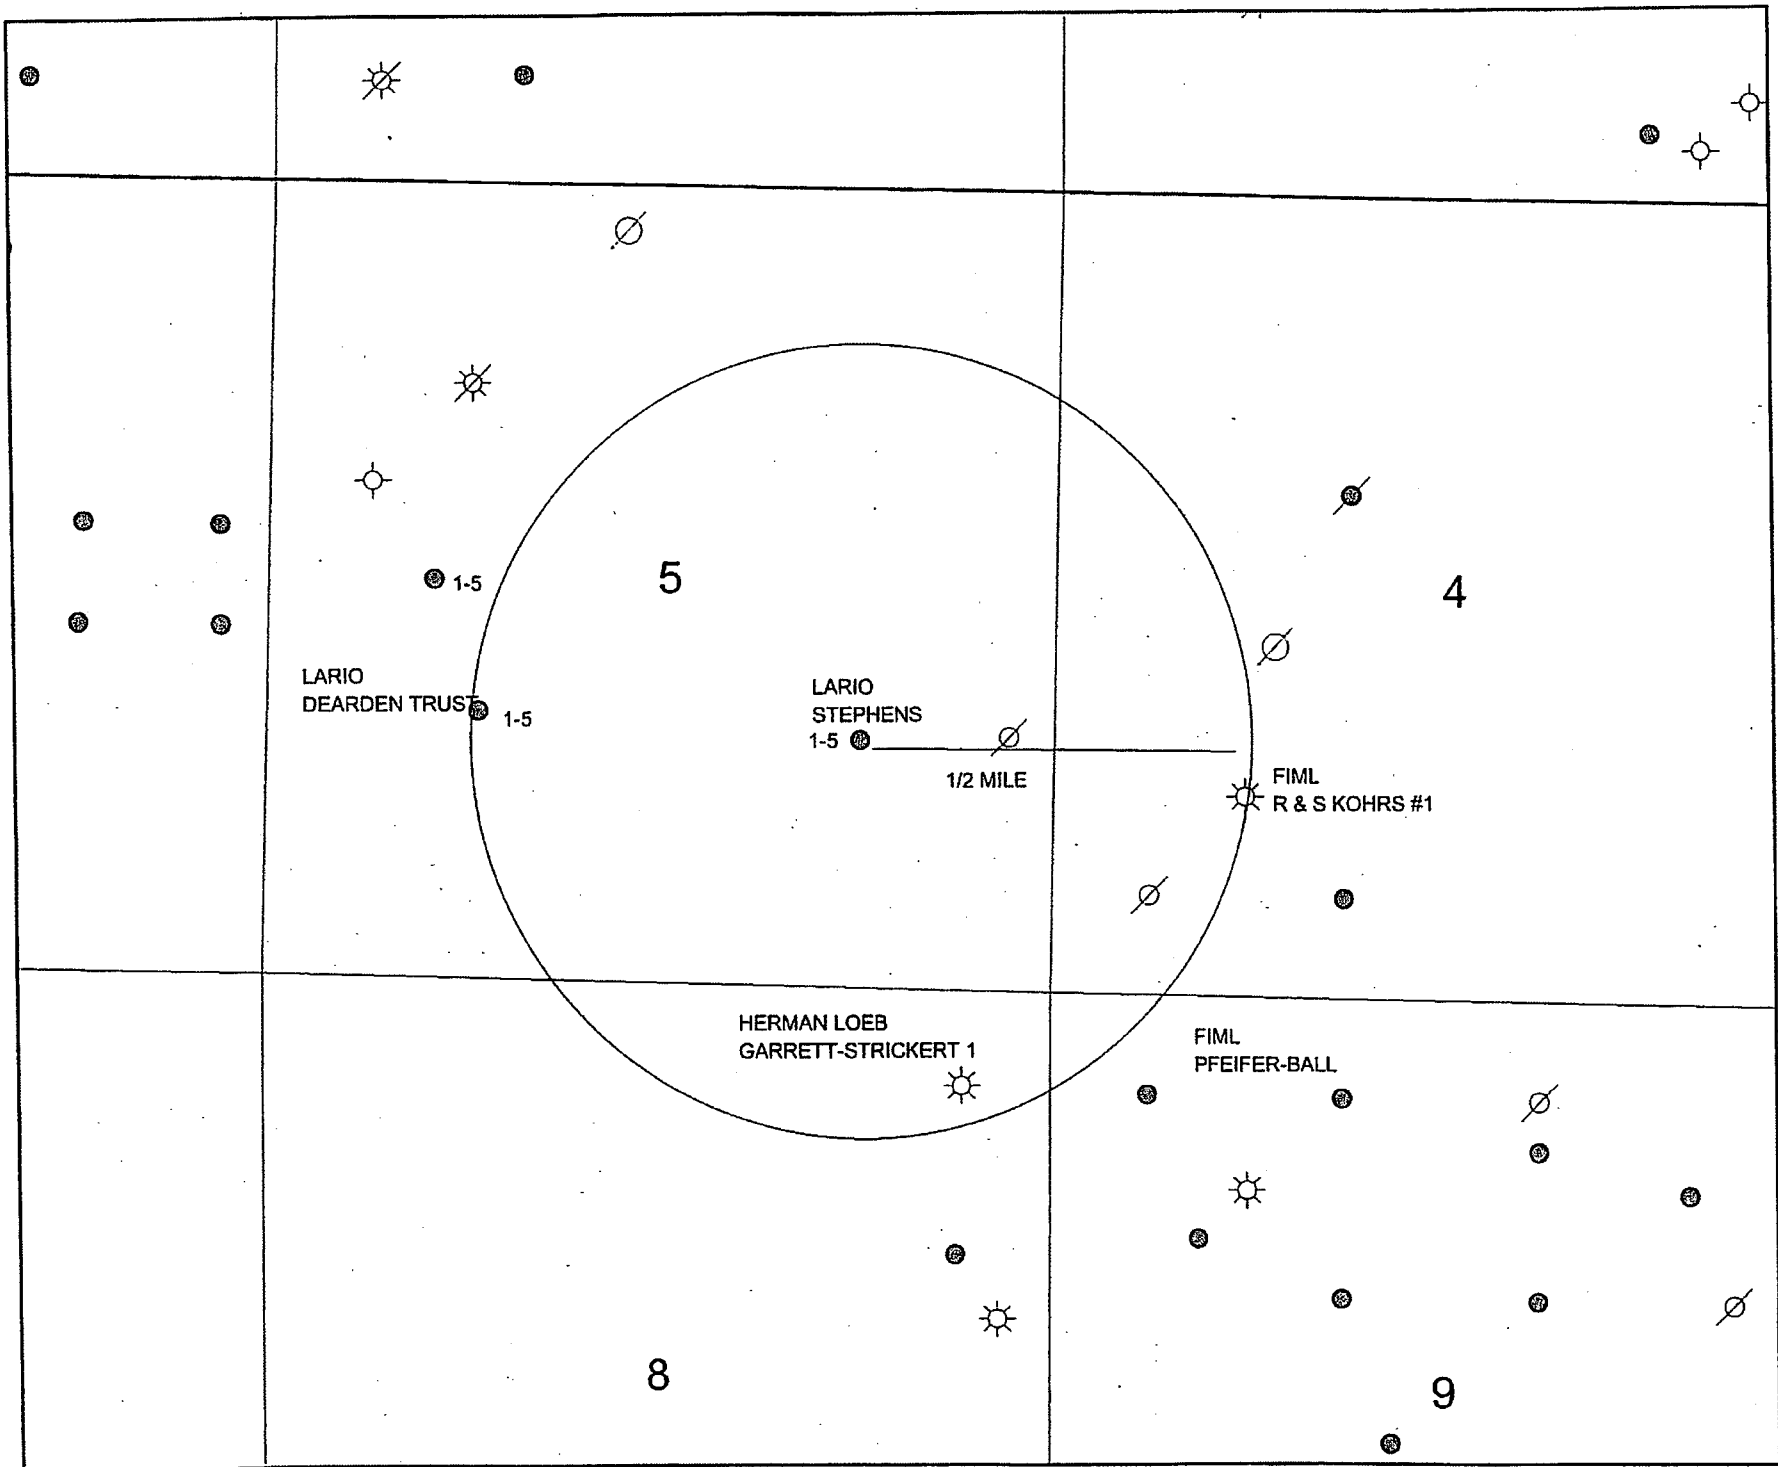 1-5
5
4
LARIO
DEARDEN TRUST
1-5
LARIO
STEPHENS
1-5
1/2 MILE
FIML
R & S KOHRS #1
HERMAN LOEB
GARRETT-STRICKERT 1
FIML
PFEIFER-BALL
8
9